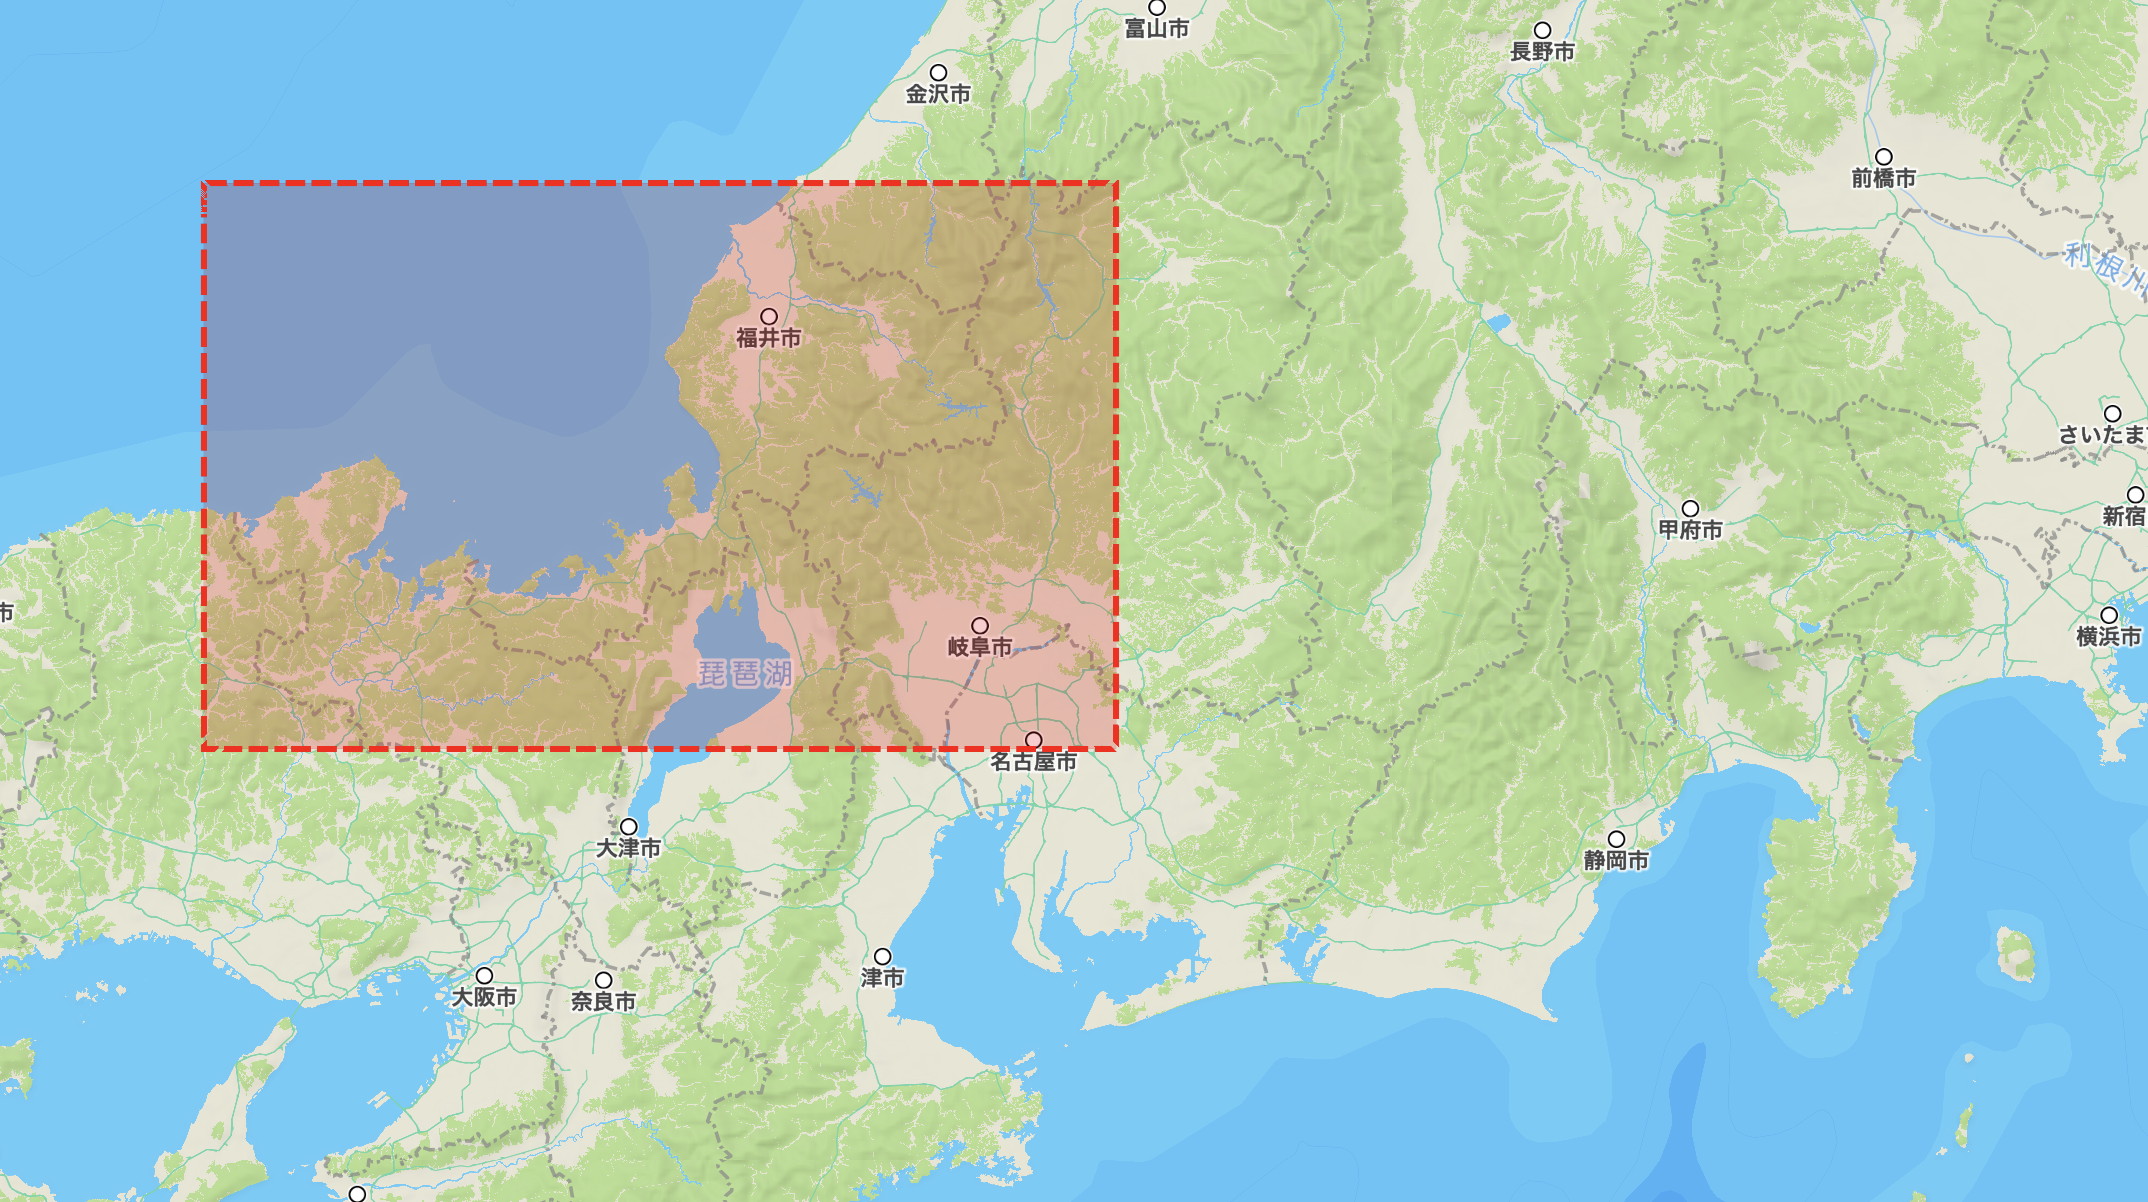 富山市
長野市
金沢市
前橋市
利根川
福井市
さいたま市
甲府市
新宿
市
横浜市
岐阜市
琵琶湖
名古屋市
大津市
静岡市
津市
大阪市
奈良市